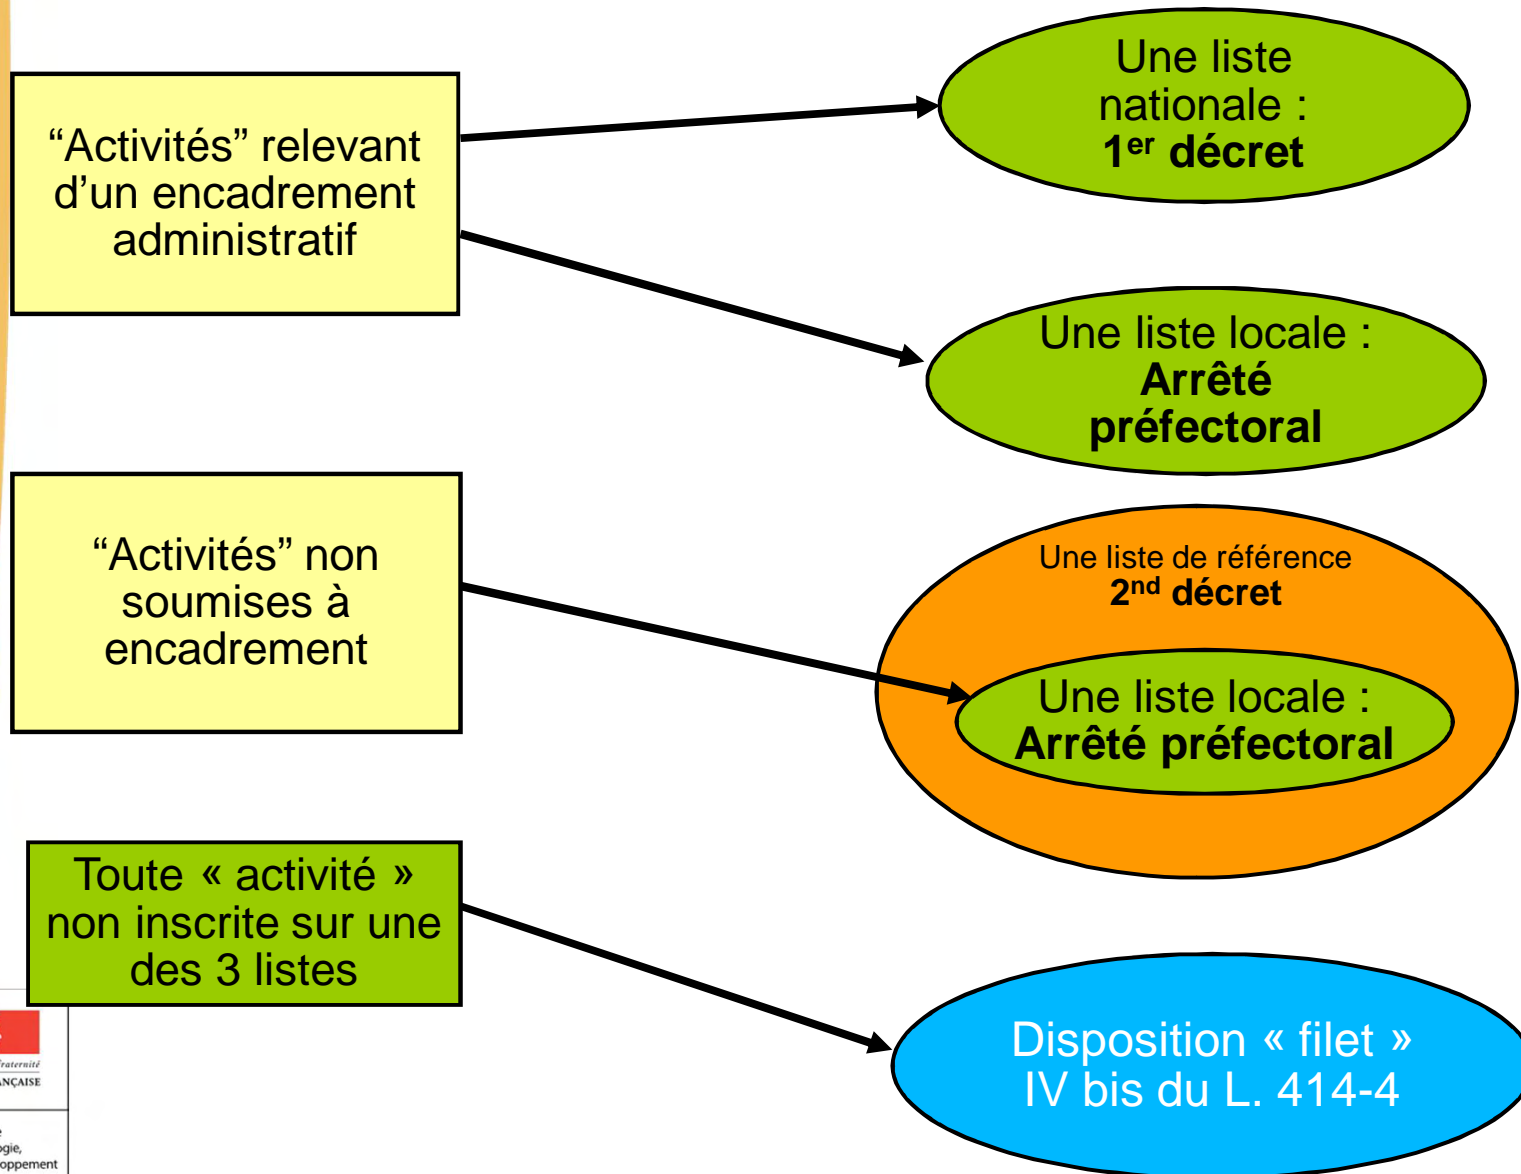 “Activités” relevant
d’un encadrement
administratif
Une liste
nationale :
1er décret
Une liste locale :
Arrêté
préfectoral
“Activités” non
soumises à
encadrement
Une liste de référence
2nd décret
Une liste locale :
Arrêté préfectoral
Toute « activité »
non inscrite sur une
des 3 listes
Disposition « filet »
IV bis du L. 414-4